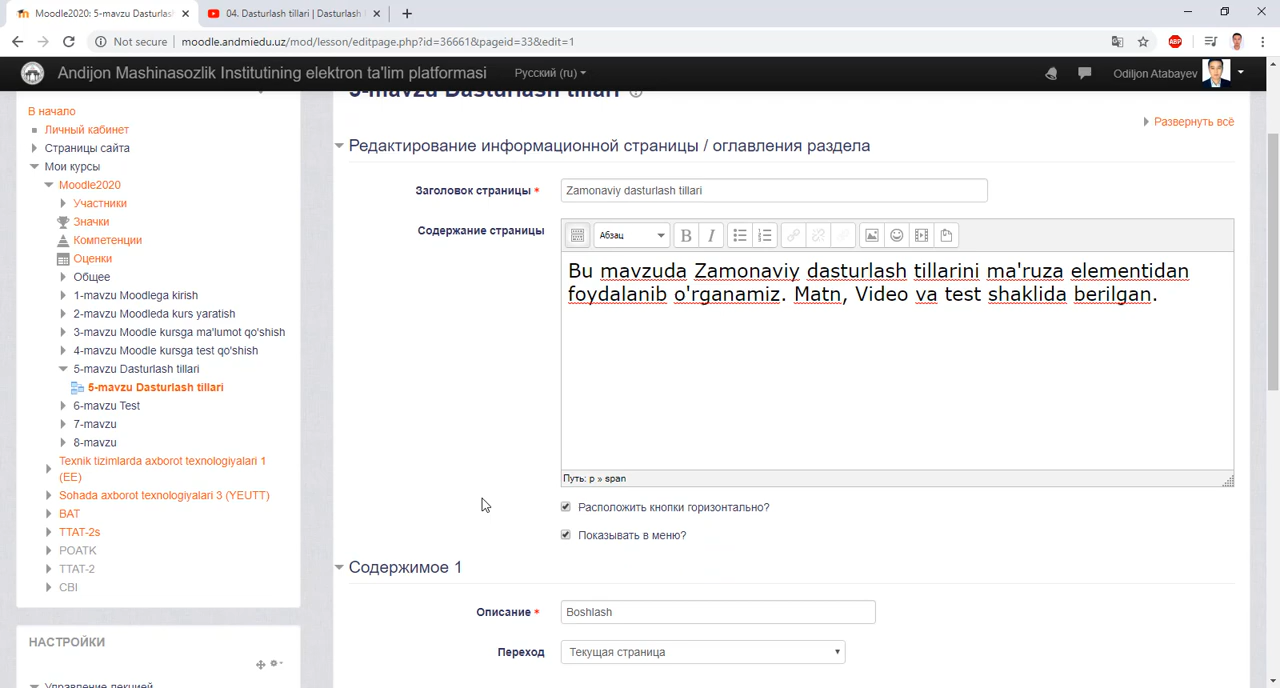 Moodle2020: 5-mavzu Dasturlas
04. Dasturlash tillari | Dasturlash
Not secure
moodle.andmiedu.uz/mod/lesson/editpage.php?id=36661&pageid=33&edit=1
ABP
Andijon Mashinasozlik Institutining elektron ta'lim platformasi
Русский (ru)
Odiljon Atabayev
В начало
Личный кабинет
Страницы сайта
Мои курсы
Moodle2020
Участники
Значки
Компетенции
Оценки
Общее
1-mavzu Moodlega kirish
2-mavzu Moodleda kurs yaratish
3-mavzu Moodle kursga ma'lumot qo'shish
4-mavzu Moodle kursga test qo'shish
5-mavzu Dasturlash tillari
5-mavzu Dasturlash tillari
6-mavzu Test
7-mavzu
8-mavzu
Texnik tizimlarda axborot texnologiyalari 1
(EE)
Sohada axborot texnologiyalari 3 (YEUTT)
BAT
TTAT-2s
POATK
TTAT-2
CBI
НАСТРОЙКИ
Управление лекцией
5-mavzu Dasturlash tillari
Развернуть всё
Редактирование информационной страницы / оглавления раздела
Заголовок страницы *
Zamonaviy dasturlash tillari
Содержание страницы
Абзац
B I
Bu mavzuda Zamonaviy dasturlash tillarini ma'ruza elementidan
foydalanib o'rganamiz. Matn, Video va test shaklida berilgan.
Путь: p » span
Расположить кнопки горизонтально?
Показывать в меню?
Содержимое 1
Описание *
Boshlash
Переход
Текущая страница